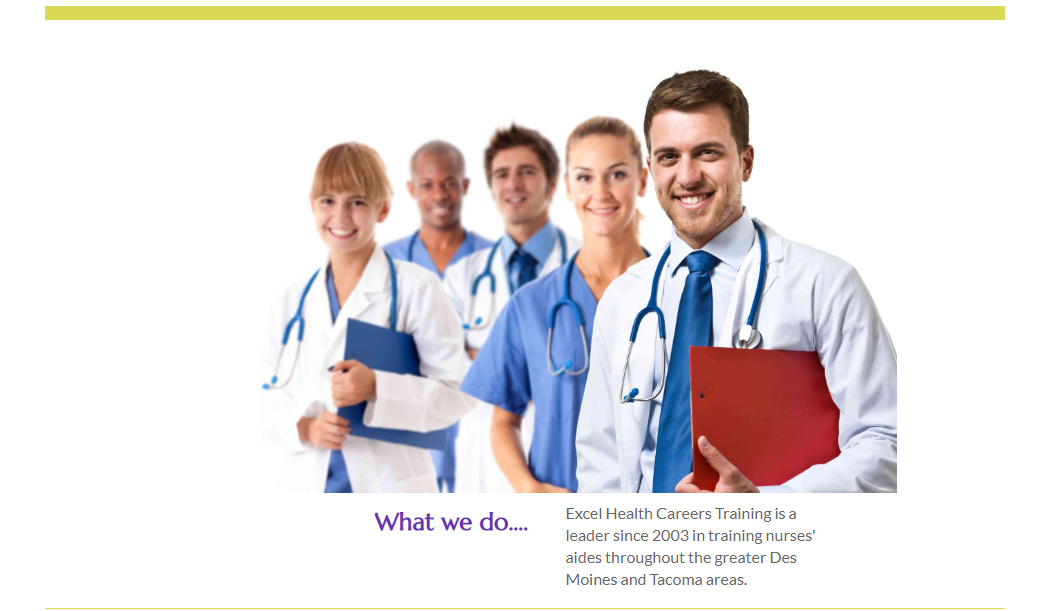 What we do....
Excel Health Careers Training is a
leader since 2003 in training nurses'
aides throughout the greater Des
Moines and Tacoma areas.